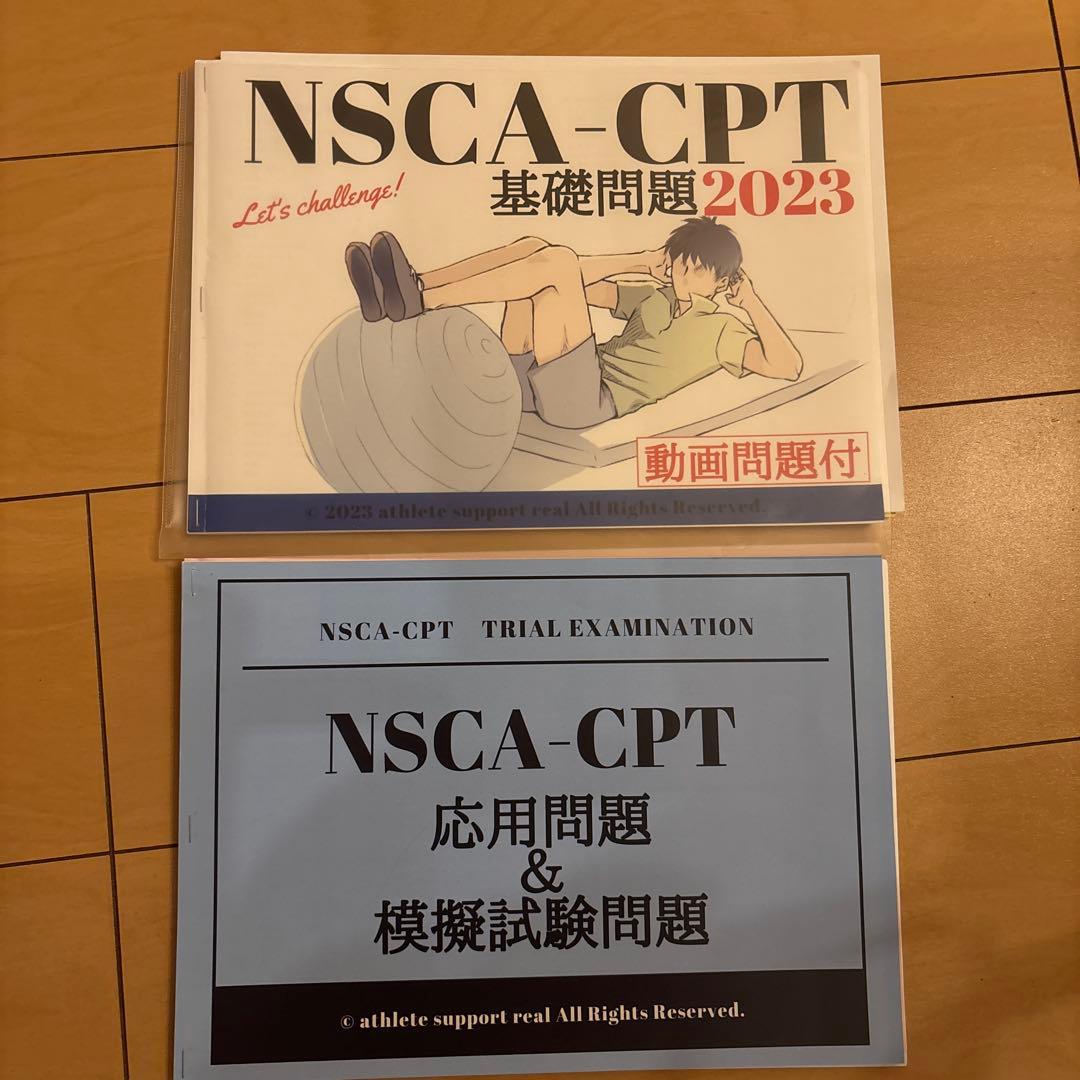 NSCA-CPT
Let's challenge!
基礎問題2023
動画問題付
© 2023 athlete support real All Rights Reserved.
NSCA-CPT TRIAL EXAMINATION
NSCA-CPT
応用問題
&
模擬試験問題
© athlete support real All Rights Reserved.